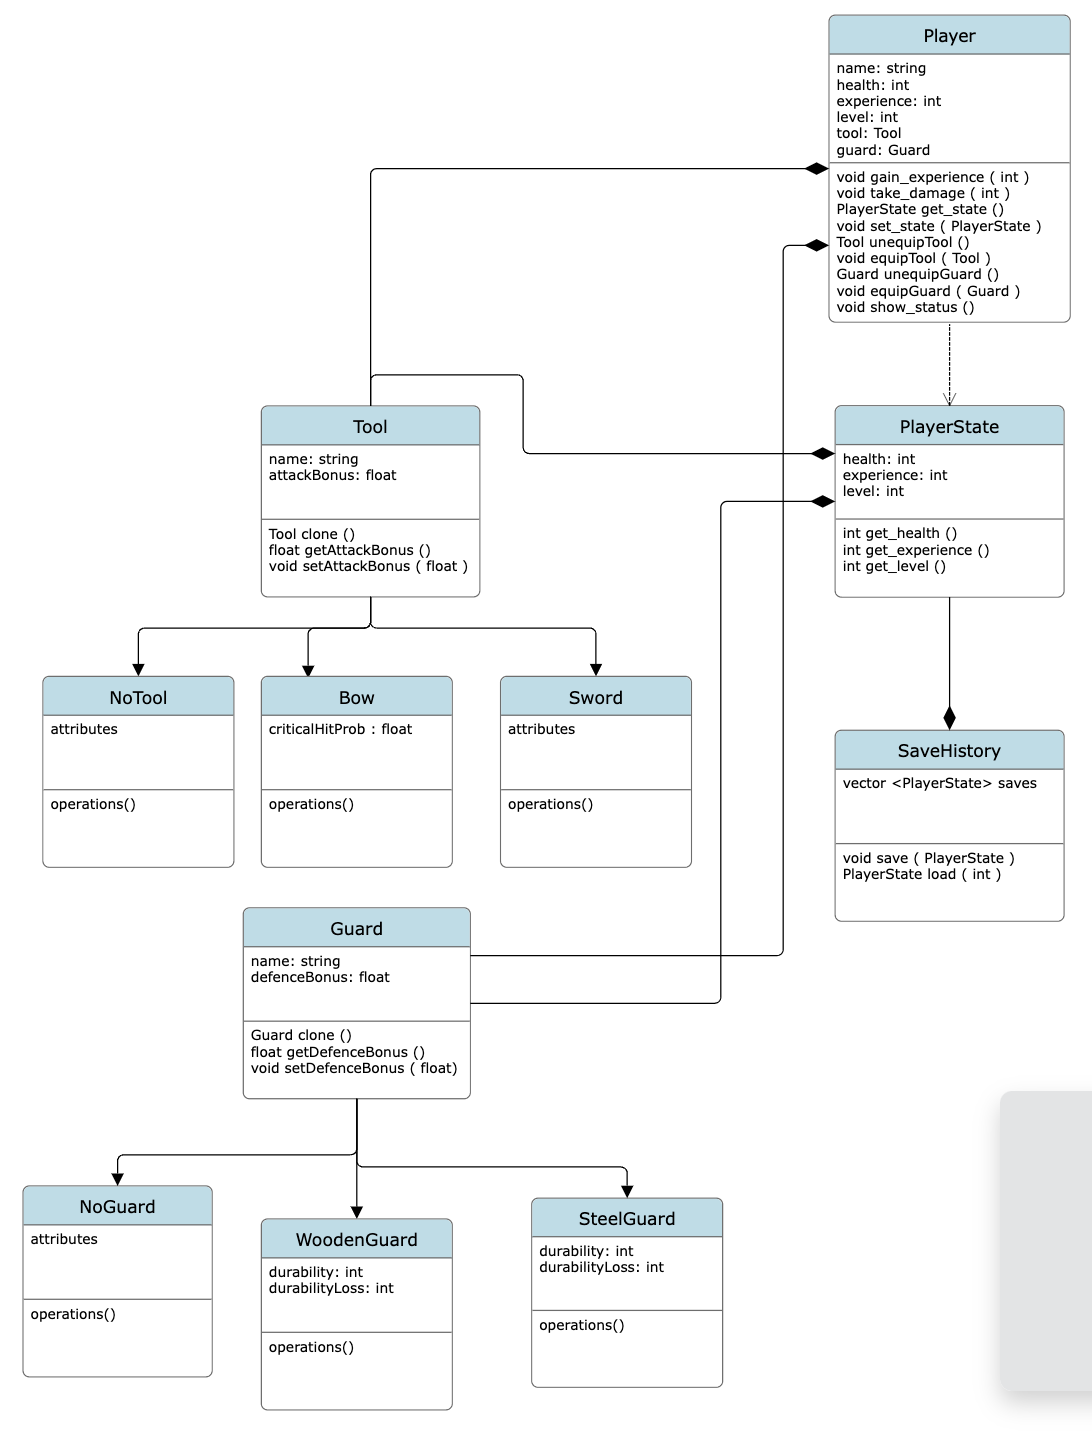 Player
name: string
health: int
experience: int
level: int
tool: Tool
guard: Guard
void gain_experience ( int )
void take_damage ( int )
PlayerState get_state ()
void set_state ( PlayerState )
Tool unequipTool ()
void equipTool ( Tool )
Guard unequipGuard ()
void equipGuard ( Guard )
void show_status ()
Tool
name: string
attackBonus: float
Tool clone ()
float getAttackBonus ()
void setAttackBonus ( float )
PlayerState
health: int
experience: int
level: int
int get_health ()
int get_experience ()
int get_level ()
NoTool
attributes
operations()
Bow
criticalHitProb : float
operations()
Sword
attributes
operations()
SaveHistory
vector <PlayerState> saves
void save ( PlayerState )
PlayerState load ( int )
Guard
name: string
defenceBonus: float
Guard clone ()
float getDefenceBonus ()
void setDefenceBonus ( float)
NoGuard
attributes
operations()
WoodenGuard
durability: int
durabilityLoss: int
operations()
SteelGuard
durability: int
durabilityLoss: int
operations()